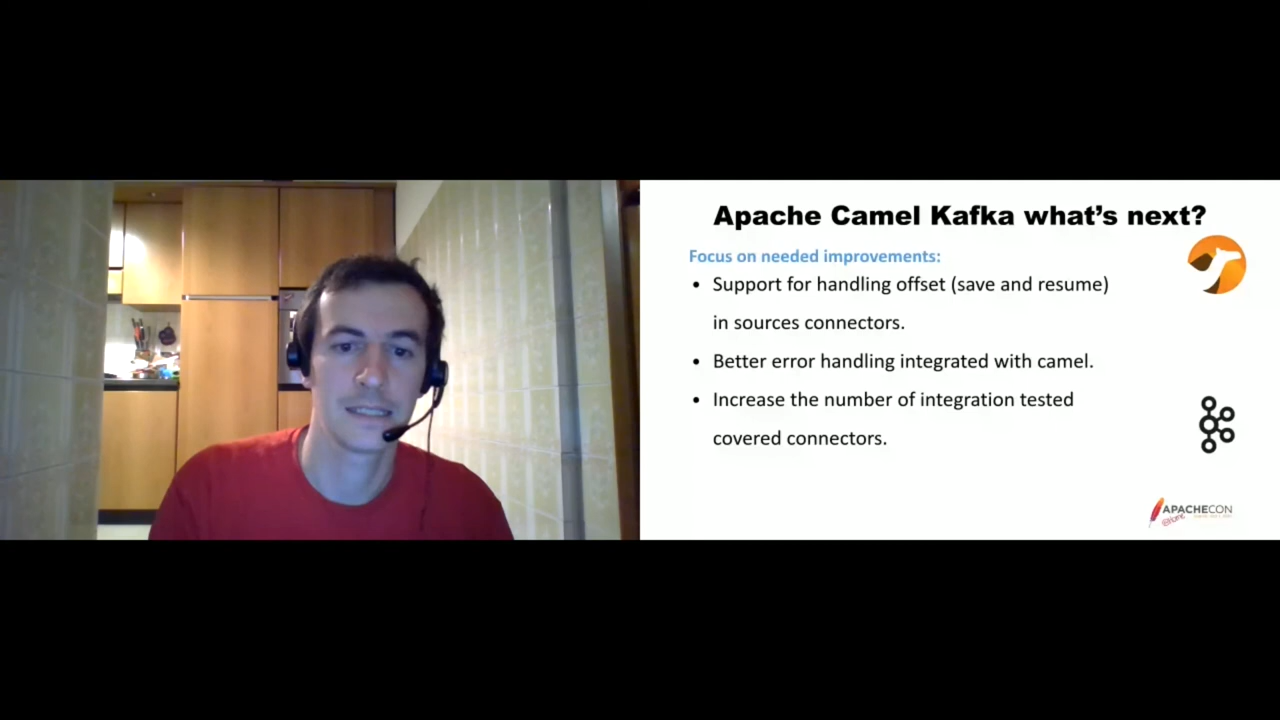 Apache Camel Kafka what's next?
Focus on needed improvements:
• Support for handling offset (save and resume)
in sources connectors.
• Better error handling integrated with camel.
• Increase the number of integration tested
covered connectors.
APACHECON
@Home